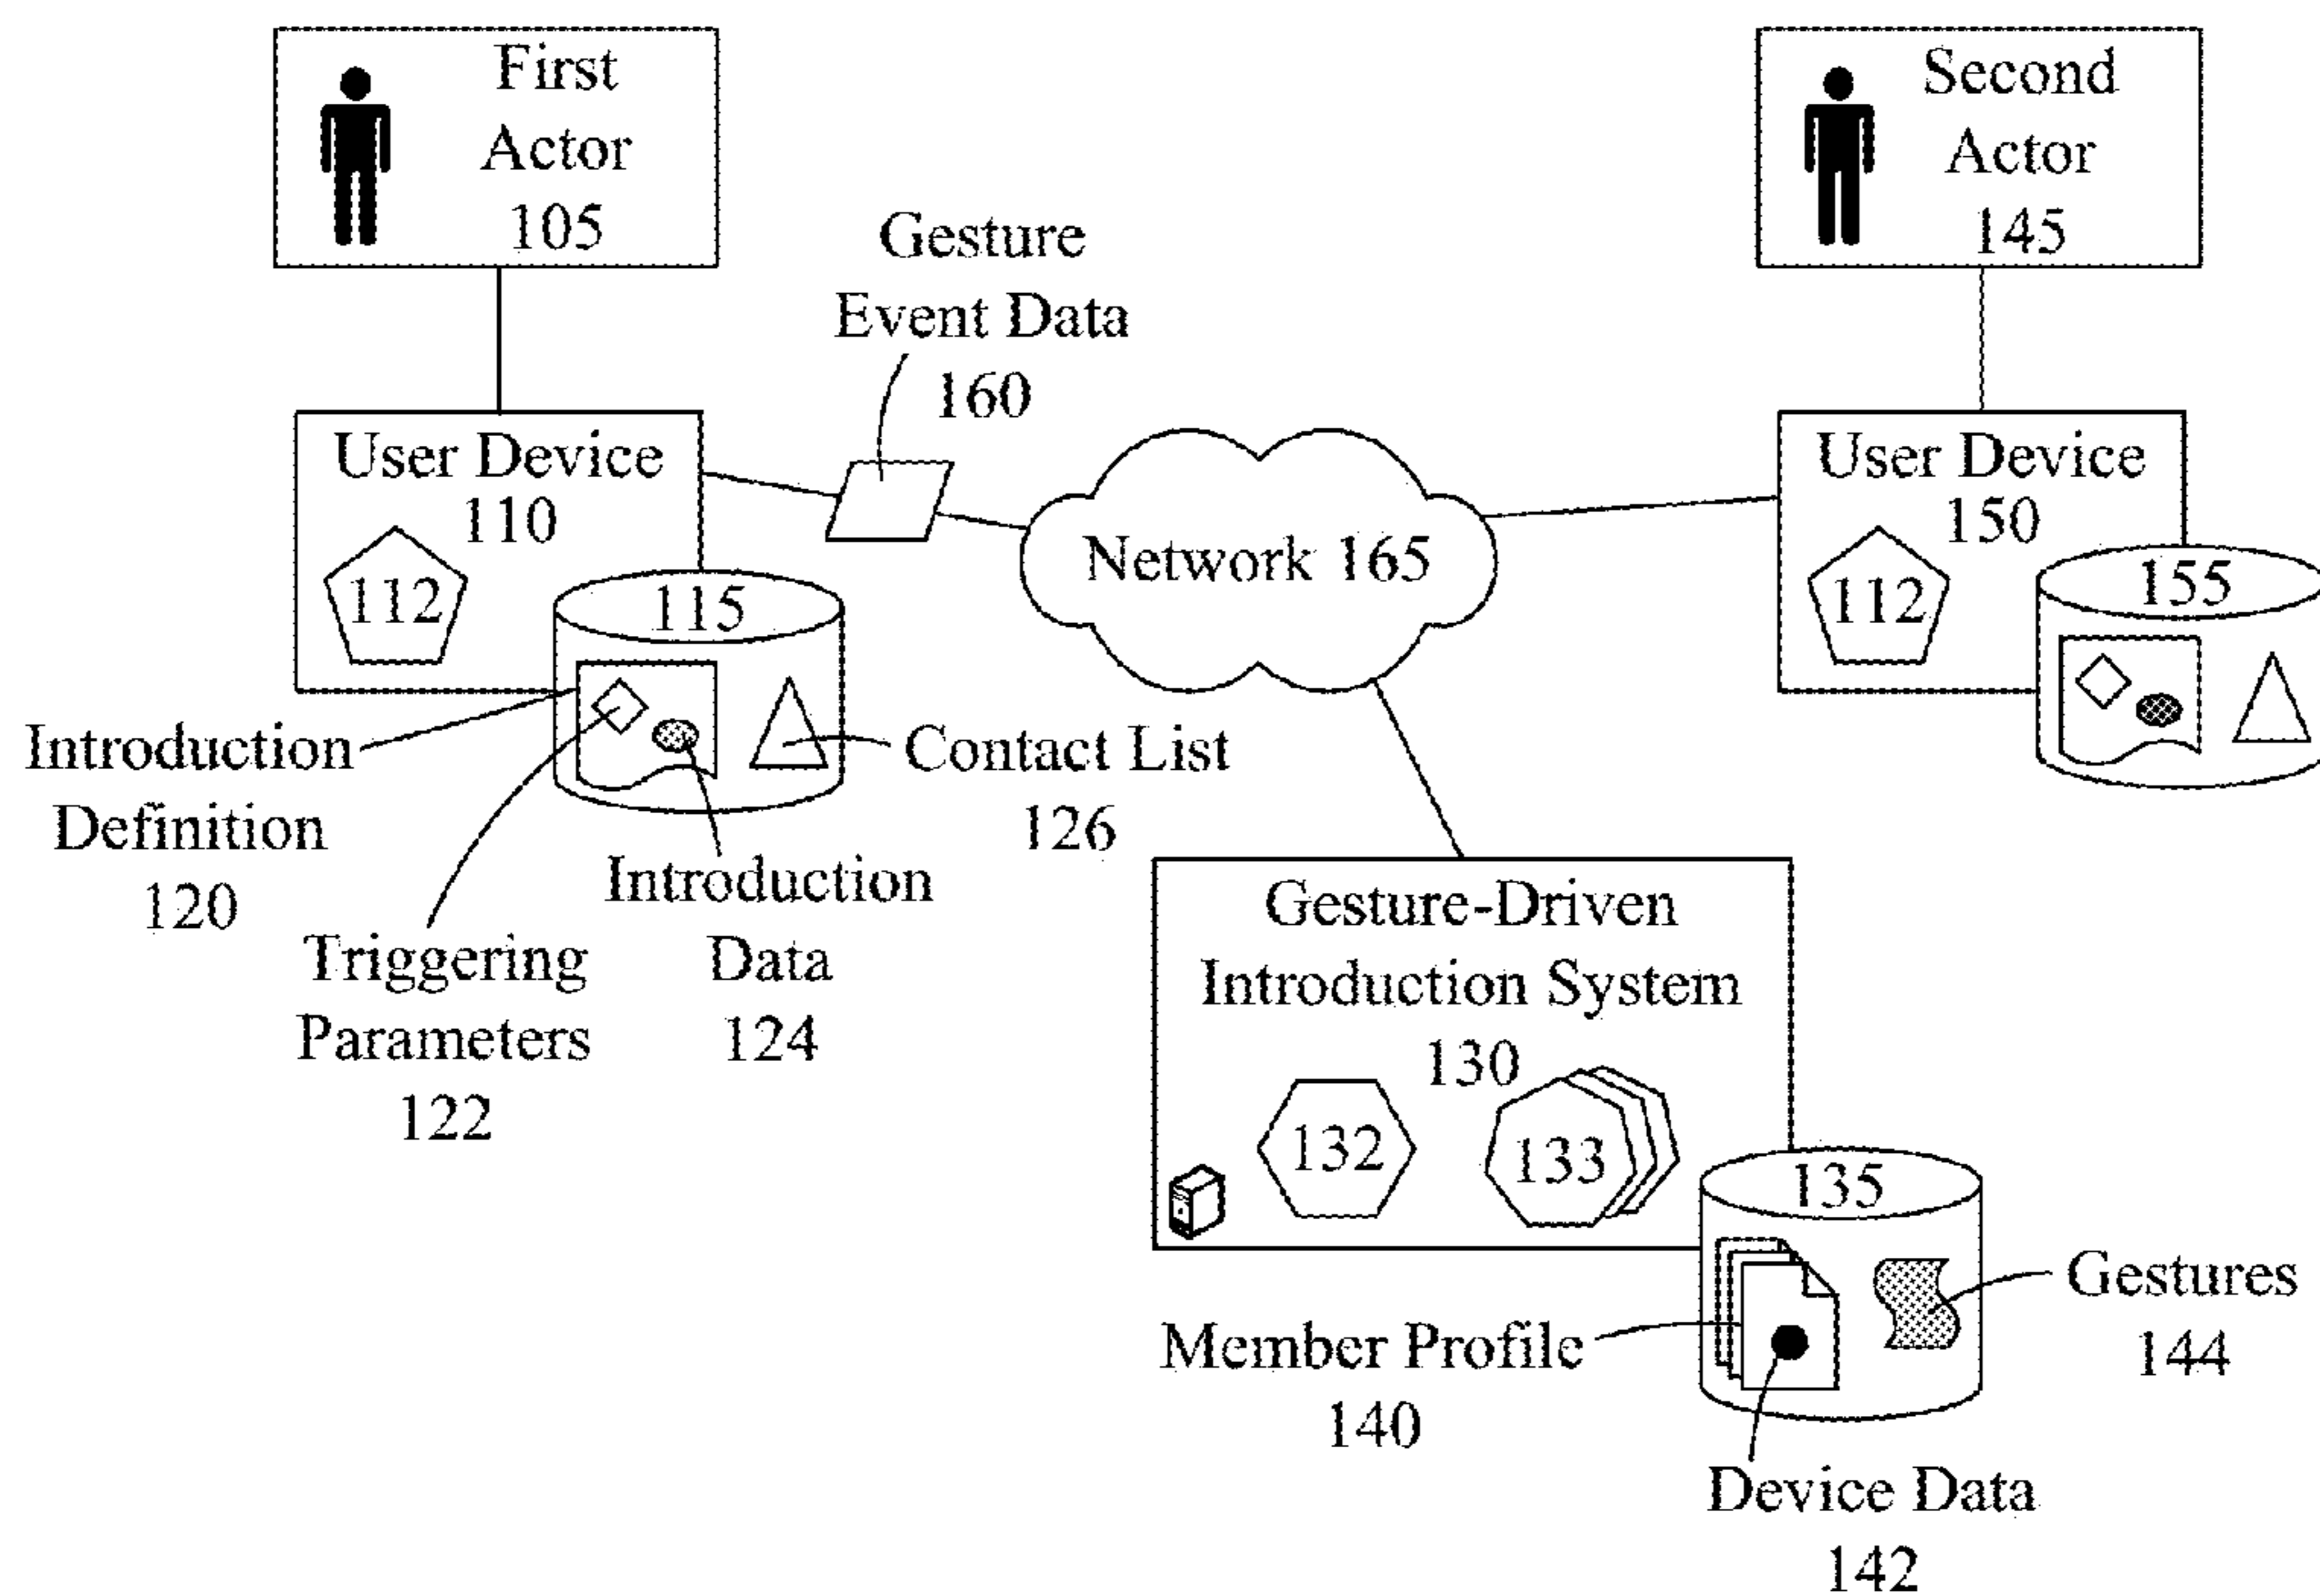 First
Actor
105
Second
Actor
145
Gesture
Event Data
160
User Device
110
112
115
Network 165
User Device
150
112
155
Introduction
Definition
120
Triggering
Parameters
122
Introduction
Data
124
Contact List
126
Gesture-Driven
Introduction System
130
132
133
135
Member Profile
140
Gestures
144
Device Data
142